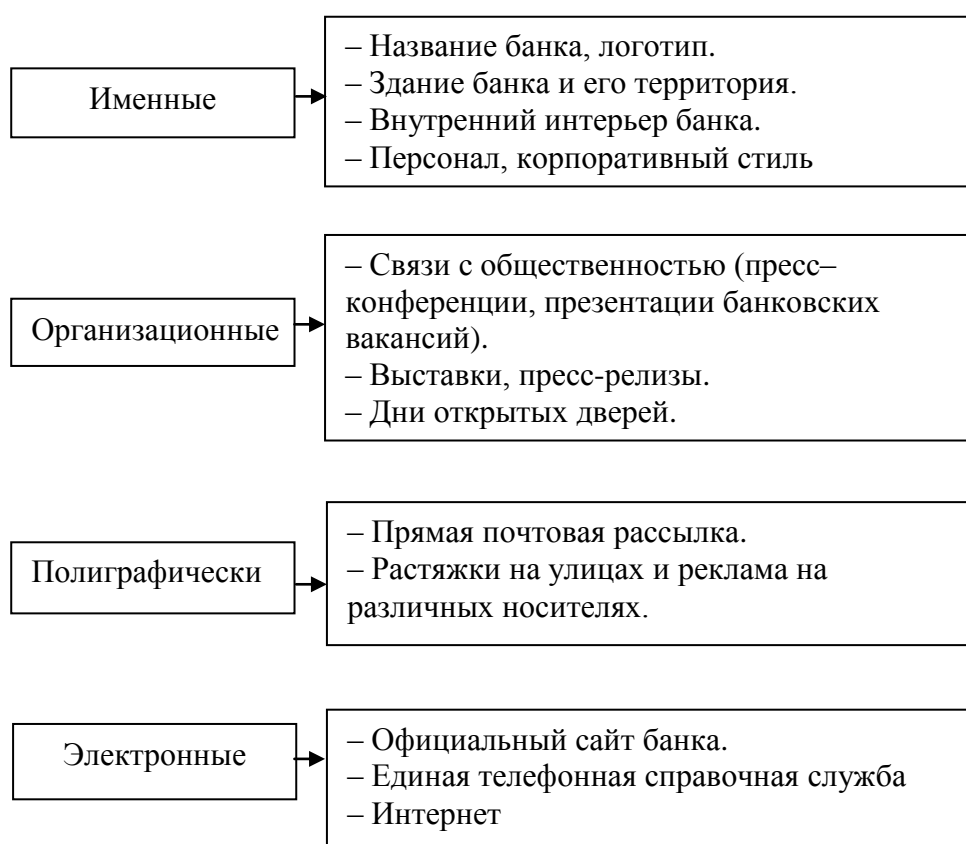 Именные
– Название банка, логотип.
– Здание банка и его территория.
– Внутренний интерьер банка.
– Персонал, корпоративный стиль
Организационные
– Связи с общественностью (пресс–
конференции, презентации банковских
вакансий).
– Выставки, пресс-релизы.
– Дни открытых дверей.
Полиграфически
– Прямая почтовая рассылка.
– Растяжки на улицах и реклама на
различных носителях.
Электронные
– Официальный сайт банка.
– Единая телефонная справочная служба
– Интернет